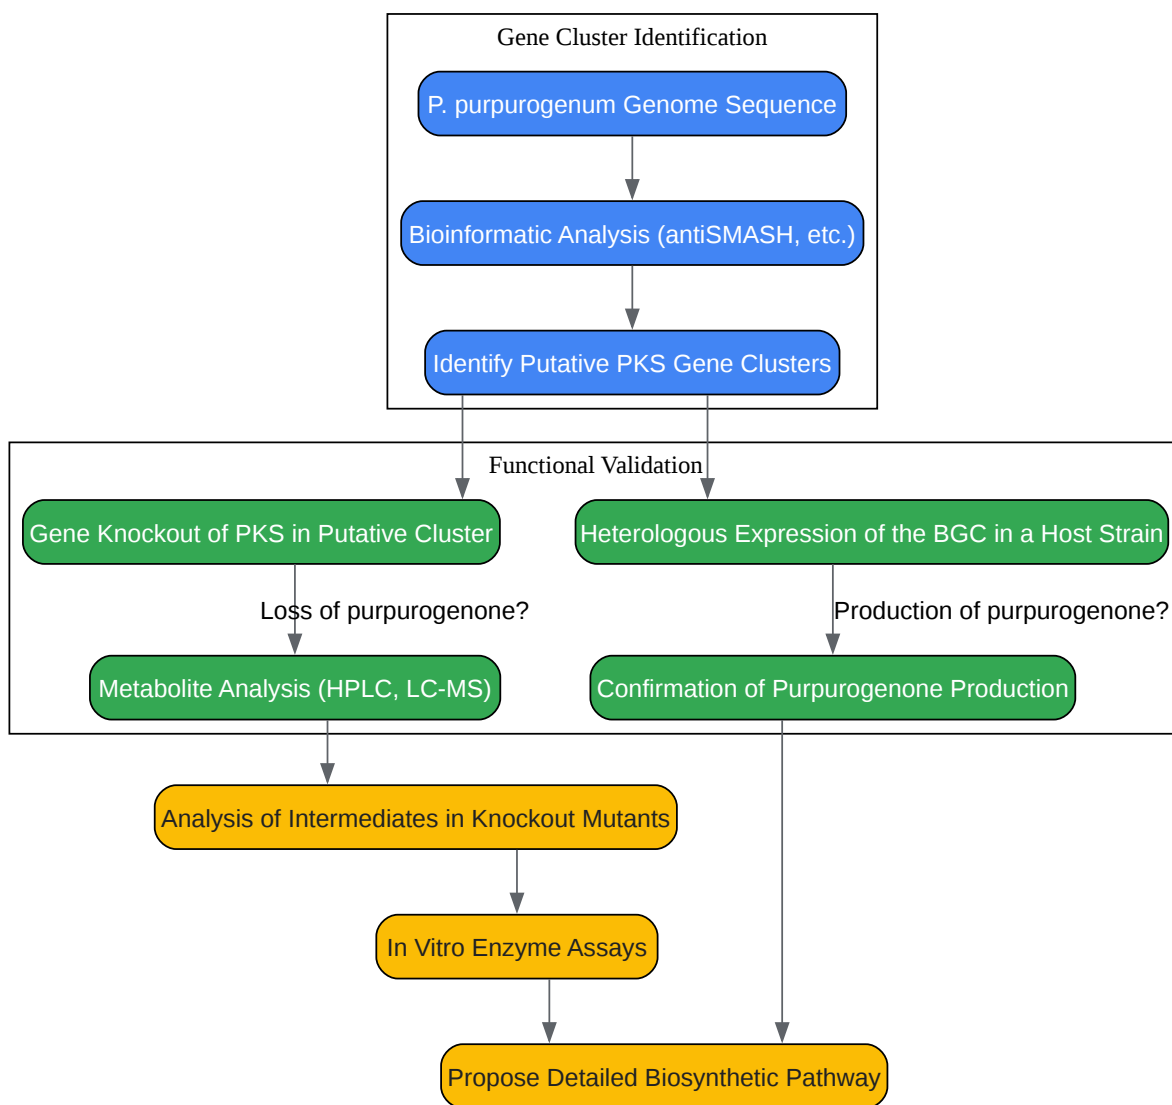 Gene Cluster Identification
P. purpurogenum Genome Sequence
Bioinformatic Analysis (antiSMASH, etc.)
Identify Putative PKS Gene Clusters
Functional Validation
Gene Knockout of PKS in Putative Cluster
Heterologous Expression of the BGC in a Host Strain
Loss of purpurogenone?
Production of purpurogenone?
Metabolite Analysis (HPLC, LC-MS)
Confirmation of Purpurogenone Production
Analysis of Intermediates in Knockout Mutants
In Vitro Enzyme Assays
Propose Detailed Biosynthetic Pathway